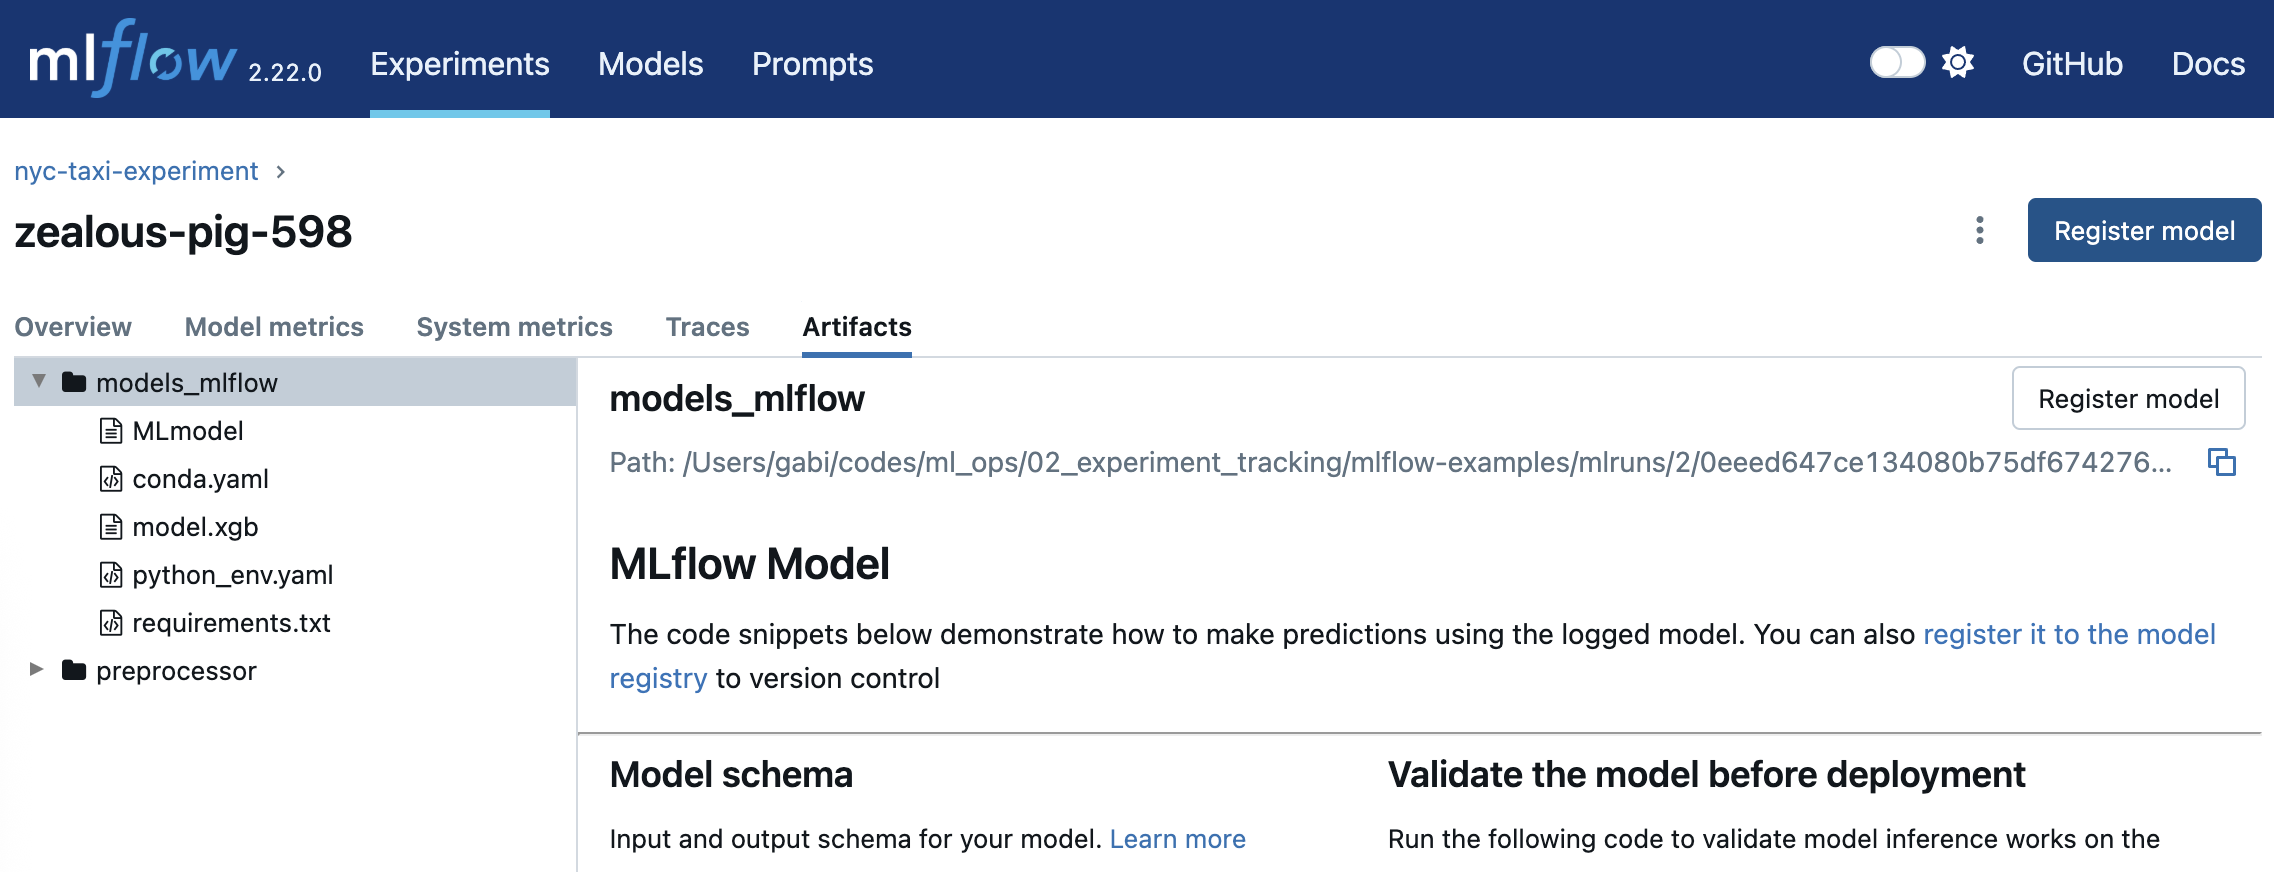 mlflow 2.22.0 Experiments Models Prompts GitHub Docs
nyc-taxi-experiment
zealous-pig-598
Register model
Overview Model metrics System metrics Traces Artifacts
models_mlflow
MLmodel
conda.yaml
model.xgb
python_env.yaml
requirements.txt
preprocessor
models_mlflow
Register model
Path: /Users/gabi/codes/ml_ops/02_experiment_tracking/mlflow-examples/mlruns/2/0eeed647ce134080b75df674276...
MLflow Model
The code snippets below demonstrate how to make predictions using the logged model. You can also register it to the model
registry to version control
Model schema
Input and output schema for your model. Learn more
Validate the model before deployment
Run the following code to validate model inference works on the